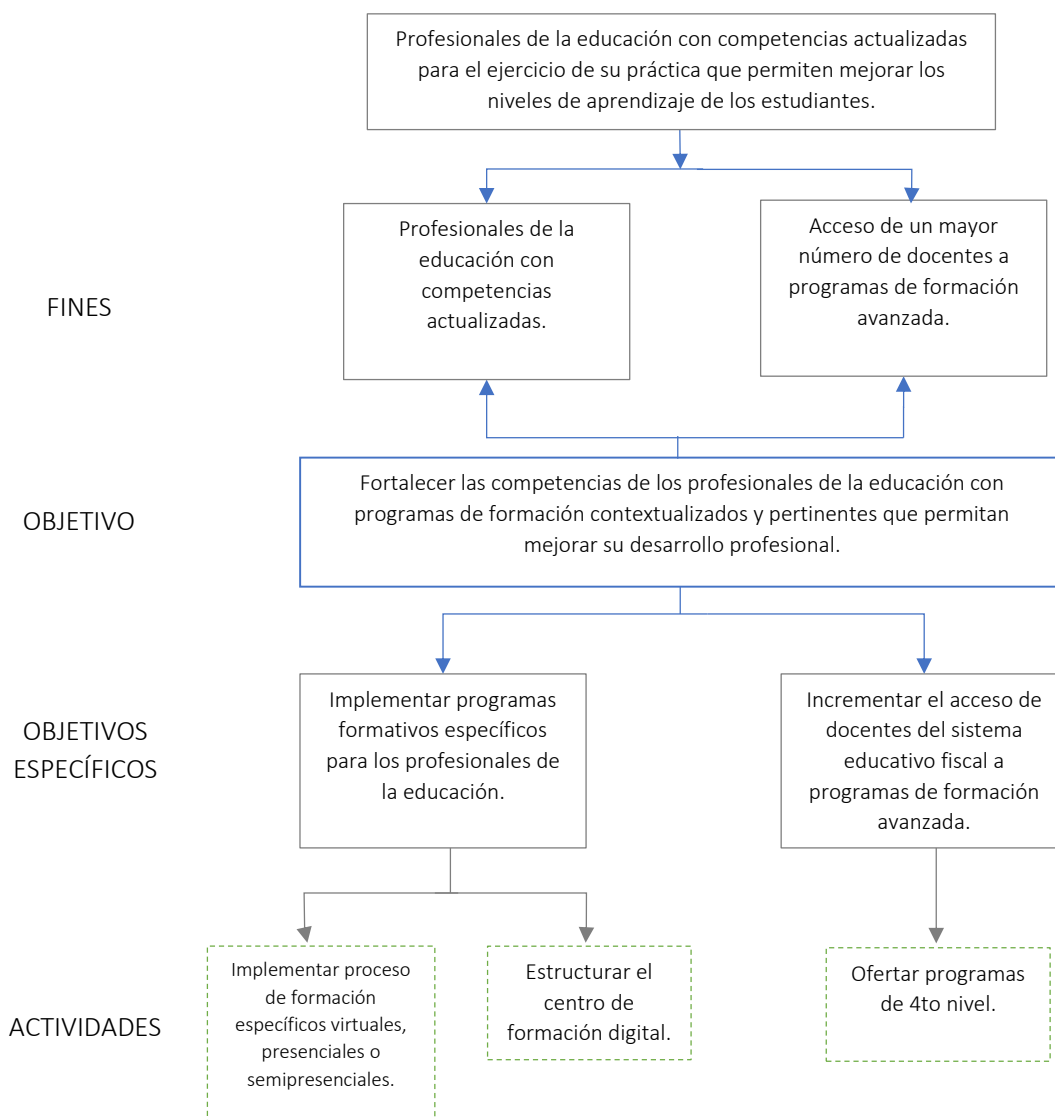 Profesionales de la educación con competencias actualizadas
para el ejercicio de su práctica que permiten mejorar los
niveles de aprendizaje de los estudiantes.
FINES
Profesionales de la
educación con
competencias
actualizadas.
Acceso de un mayor
número de docentes a
programas de formación
avanzada.
OBJETIVO
Fortalecer las competencias de los profesionales de la educación con
programas de formación contextualizados y pertinentes que permitan
mejorar su desarrollo profesional.
OBJETIVOS
ESPECÍFICOS
Implementar programas
formativos específicos
para los profesionales de
la educación.
Incrementar el acceso de
docentes del sistema
educativo fiscal a
programas de formación
avanzada.
ACTIVIDADES
Implementar proceso
de formación
específicos virtuales,
presenciales o
semipresenciales.
Estructurar el
centro de
formación digital.
Ofertar programas
de 4to nivel.